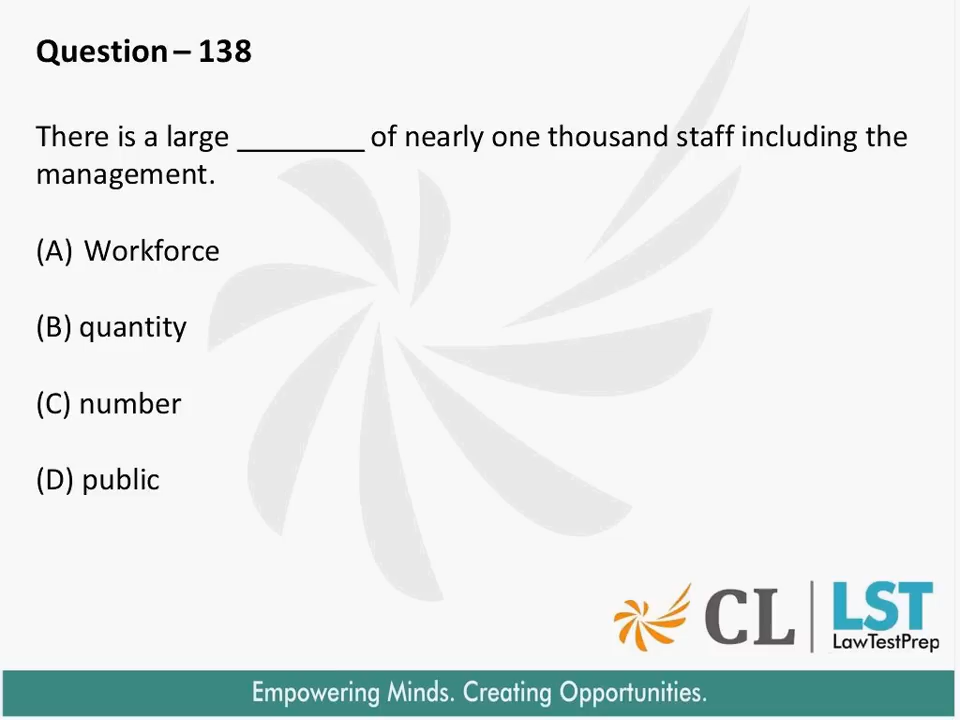 Question – 138
There is a large ________ of nearly one thousand staff including the
management.
(A) Workforce
(B) quantity
(C) number
(D) public
CL | LST
LawTestPrep
Empowering Minds. Creating Opportunities.